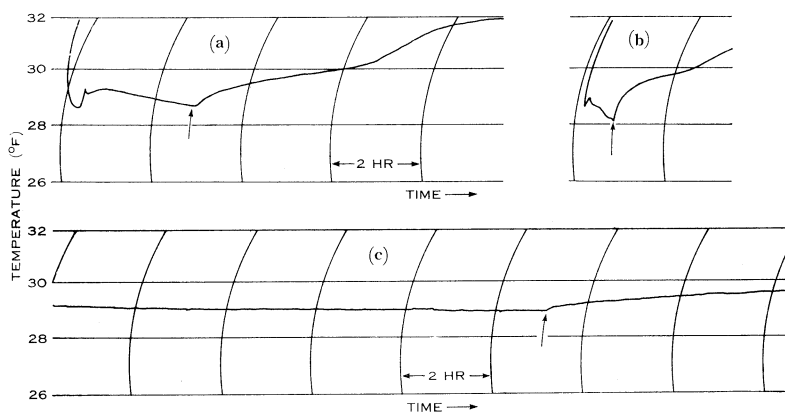 32
(a)
(b)
30
28
2 HR
26
TIME
TEMPERATURE (°F)
32
(c)
30
28
2 HR
26
TIME